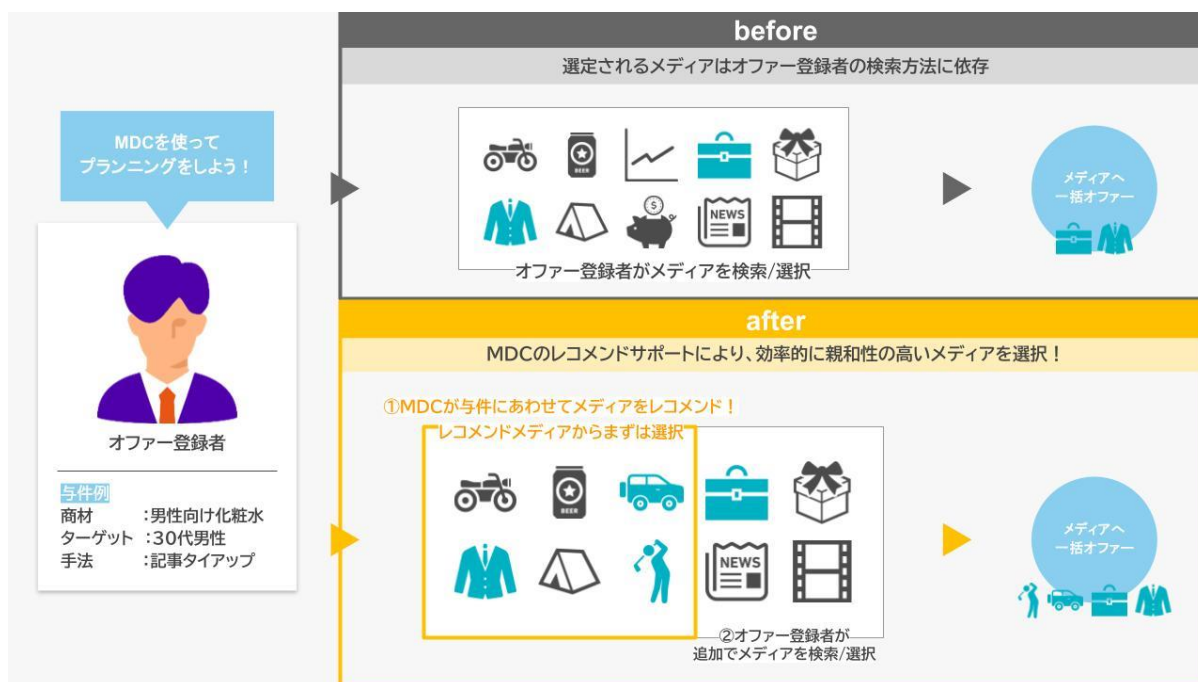 MDCを使って
プランニングをしよう！
オファー登録者
与件例
商材　：男性向け化粧水
ターゲット：30代男性
手法　：記事タイアップ
before
選定されるメディアはオファー登録者の検索方法に依存
BEER
$
NEWS
オファー登録者がメディアを検索/選択
メディアへ
一括オファー
after
MDCのレコメンドサポートにより、効率的に親和性の高いメディアを選択！
①MDCが与件にあわせてメディアをレコメンド！
レコメンドメディアからまずは選択
BEER
NEWS
②オファー登録者が
追加でメディアを検索/選択
メディアへ
一括オファー